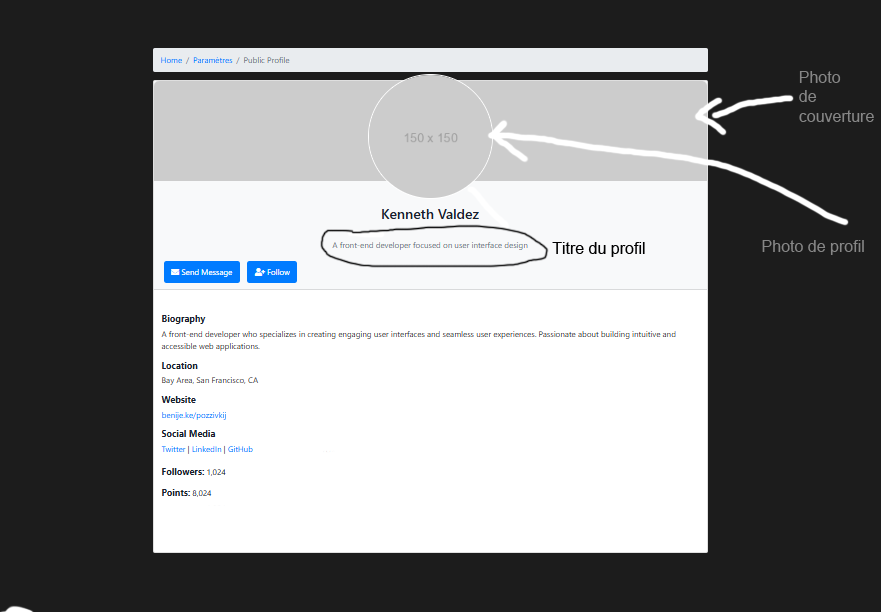 Home / Paramètres / Public Profile
Photo
de
couverture
150 x 150
Kenneth Valdez
A front-end developer focused on user interface design
Titre du profil
Photo de profil
Send Message Follow
Biography
A front-end developer who specializes in creating engaging user interfaces and seamless user experiences. Passionate about building intuitive and
accessible web applications.
Location
Bay Area, San Francisco, CA
Website
benije.ke/pozzivkij
Social Media
Twitter | LinkedIn | GitHub
Followers: 1,024
Points: 8,024